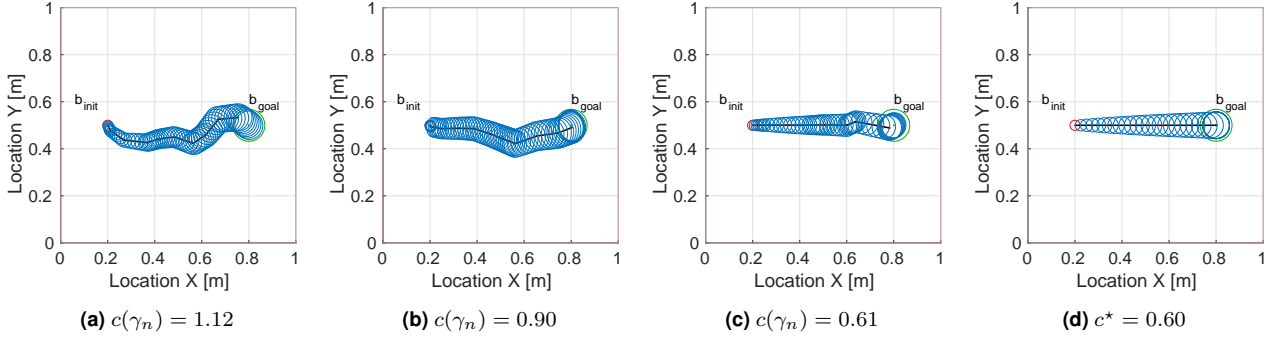 1
0.8
0.6
0.4
0.2
0
Location Y [m]
b_init
b_goal
0 0.2 0.4 0.6 0.8 1
Location X [m]
(a) c(γ_n) = 1.12
1
0.8
0.6
0.4
0.2
0
Location Y [m]
b_init
b_goal
0 0.2 0.4 0.6 0.8 1
Location X [m]
(b) c(γ_n) = 0.90
1
0.8
0.6
0.4
0.2
0
Location Y [m]
b_init
b_goal
0 0.2 0.4 0.6 0.8 1
Location X [m]
(c) c(γ_n) = 0.61
1
0.8
0.6
0.4
0.2
0
Location Y [m]
b_init
b_goal
0 0.2 0.4 0.6 0.8 1
Location X [m]
(d) c⋆ = 0.60